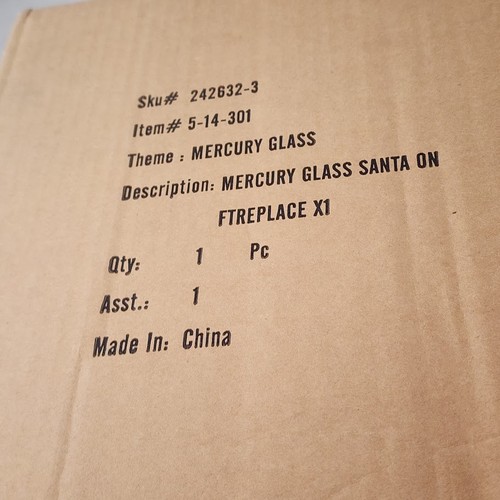 Sku# 242632-3
Item# 5-14-301
Theme : MERCURY GLASS
Description: MERCURY GLASS SANTA ON
FTREPLACE X1
Qty: 1 Pc
Asst.: 1
Made In: China